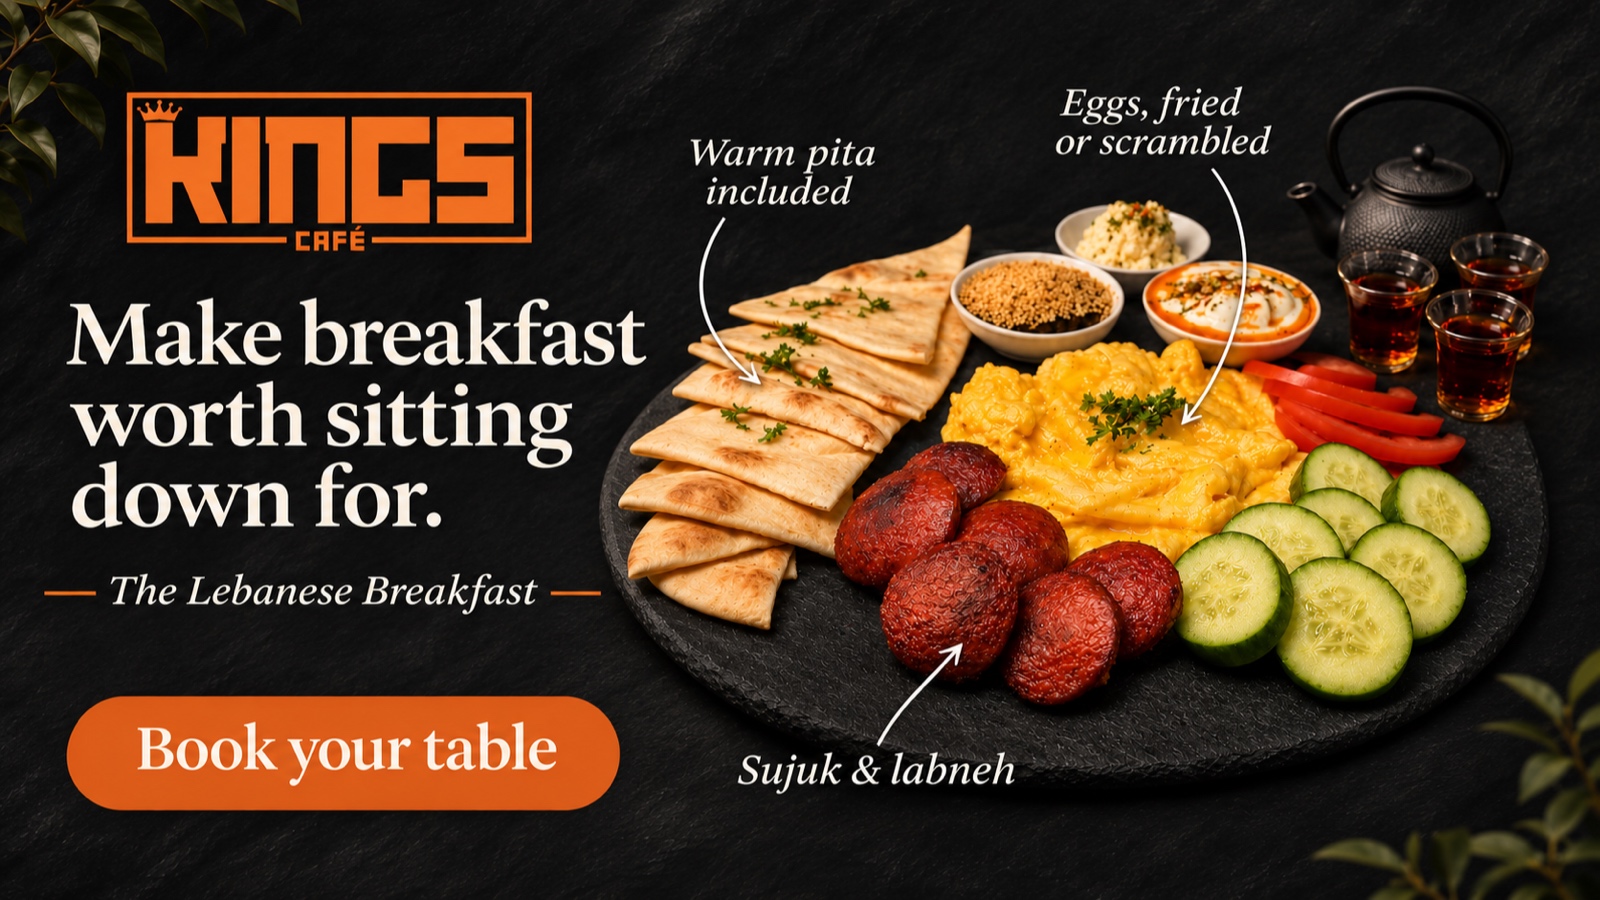 KINGS
CAFÉ
Make breakfast
worth sitting
down for.
The Lebanese Breakfast
Book your table
Warm pita
included
Eggs, fried
or scrambled
Sujuk & labneh